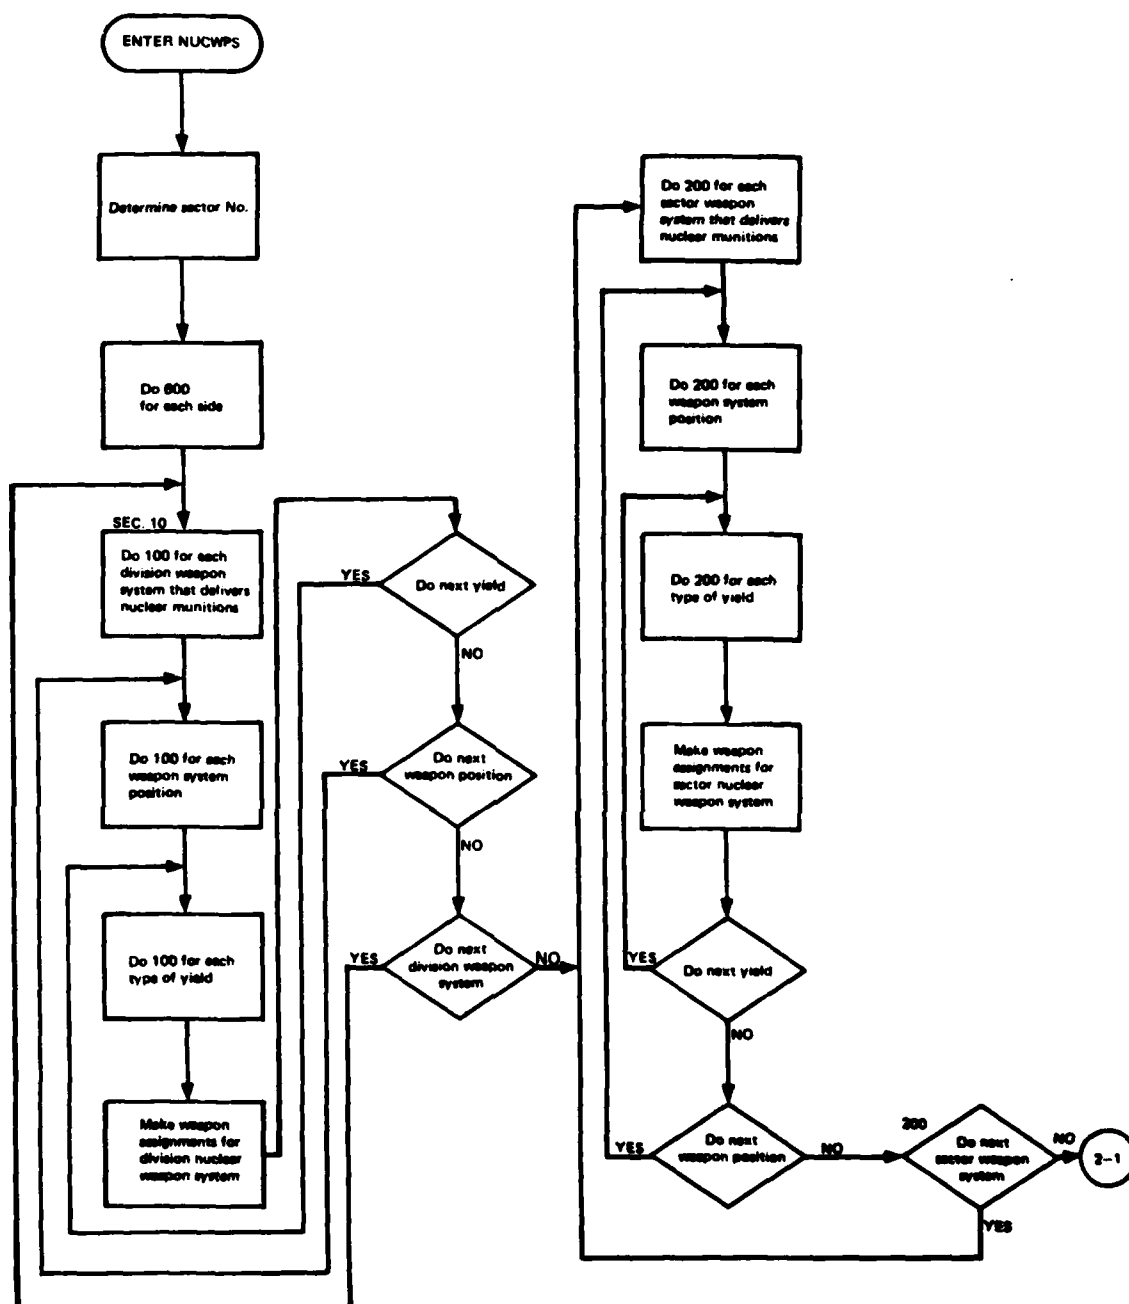 ENTER NUCWPS
Determine sector No.
Do 600
for each side
SEC. 10
Do 100 for each
division weapon
system that delivers
nuclear munitions
Do 100 for each
weapon system
position
Do 100 for each
type of yield
Make weapon
assignments for
division nuclear
weapon system
Do next yield
YES
NO
Do next
weapon position
YES
NO
Do next
division weapon
system
YES
NO
Do 200 for each
sector weapon
system that delivers
nuclear munitions
Do 200 for each
weapon system
position
Do 200 for each
type of yield
Make weapon
assignments for
sector nuclear
weapon system
Do next yield
YES
NO
Do next
weapon position
YES
NO
200
Do next
sector weapon
system
NO
YES
2-1